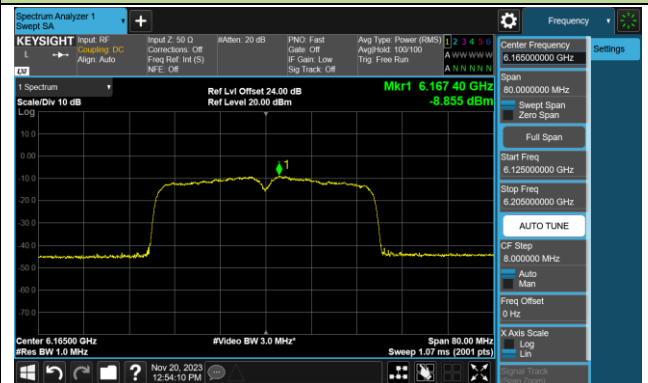 Spectrum Analyzer 1
Swept SA
Frequency
KEYSIGHT
L
LXI
Input: RF
Coupling: DC
Align: Auto
Input Z: 50 Ω
Corrections: Off
Freq Ref: Int (S)
NFE: Off
#Atten: 20 dB
PNO: Fast
Gate: Off
IF Gain: Low
Sig Track: Off
Avg Type: Power (RMS)
Avg|Hold: 100/100
Trig: Free Run
1 2 3 4 5 6
A W W W W W
A N N N N N
Center Frequency
6.165000000 GHz
Settings
Span
80.0000000 MHz
Swept Span
Zero Span
Full Span
Start Freq
6.125000000 GHz
Stop Freq
6.205000000 GHz
AUTO TUNE
CF Step
8.000000 MHz
Auto
Man
Freq Offset
0 Hz
X Axis Scale
Log
Lin
Signal Track
(Span Zoom)
1 Spectrum
Scale/Div 10 dB
Log
Ref Lvl Offset 24.00 dB
Ref Level 20.00 dBm
Mkr1 6.167 40 GHz
-8.855 dBm
1
10.0
0.00
-10.0
-20.0
-30.0
-40.0
-50.0
-60.0
-70.0
Center 6.16500 GHz
#Res BW 1.0 MHz
#Video BW 3.0 MHz*
Span 80.00 MHz
Sweep 1.07 ms (2001 pts)
?
Nov 20, 2023
12:54:10 PM